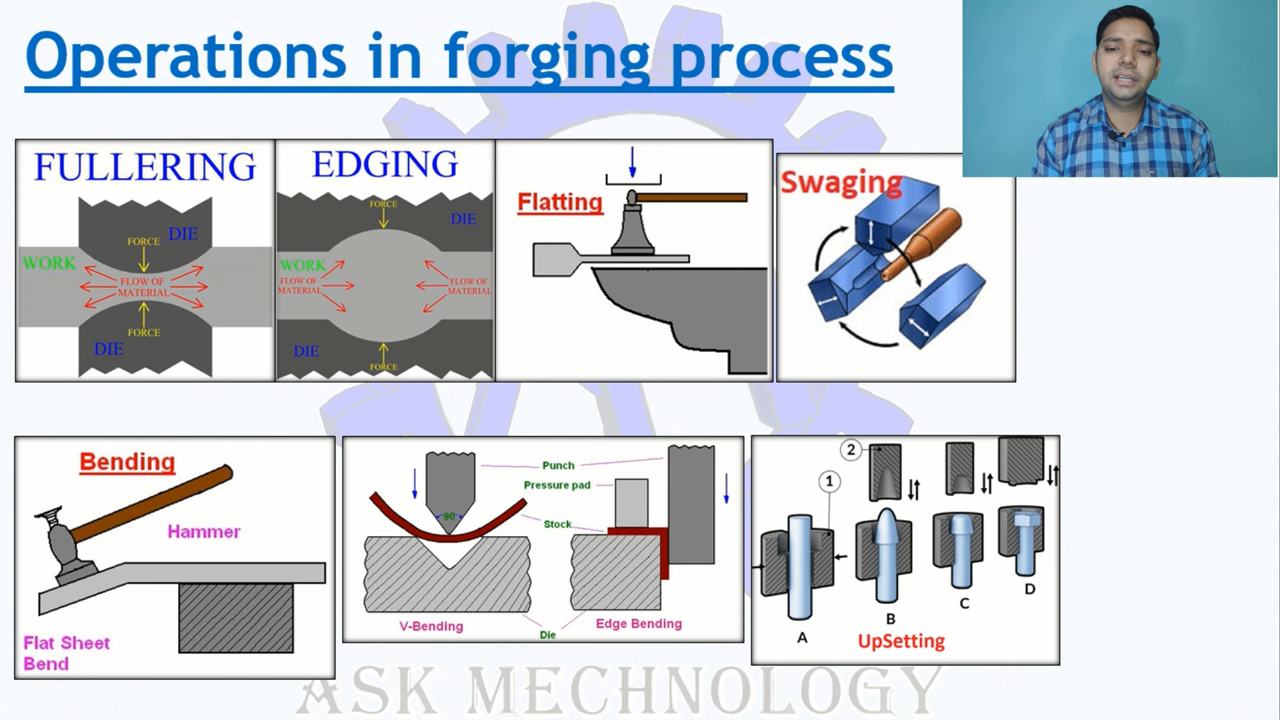 Operations in forging process
FULLERING
DIE
FORCE
WORK
FLOW OF
MATERIAL
FORCE
DIE
EDGING
FORCE
DIE
WORK
FLOW OF
MATERIAL
FLOW OF
MATERIAL
DIE
FORCE
Flatting
Swaging
Bending
Hammer
Flat Sheet
Bend
Punch
Pressure pad
90°
Stock
V-Bending
Die
Edge Bending
2
1
A
B
C
D
UpSetting
ASK MECHNOLOGY